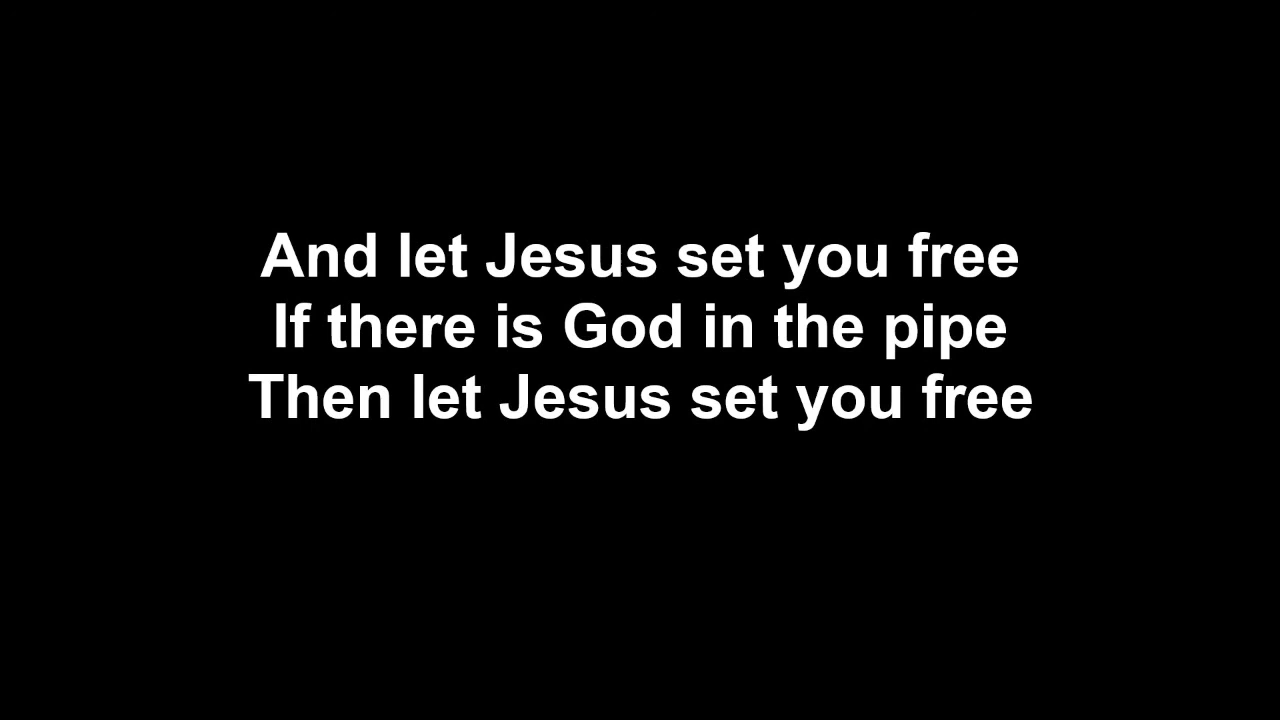 And let Jesus set you free
If there is God in the pipe
Then let Jesus set you free